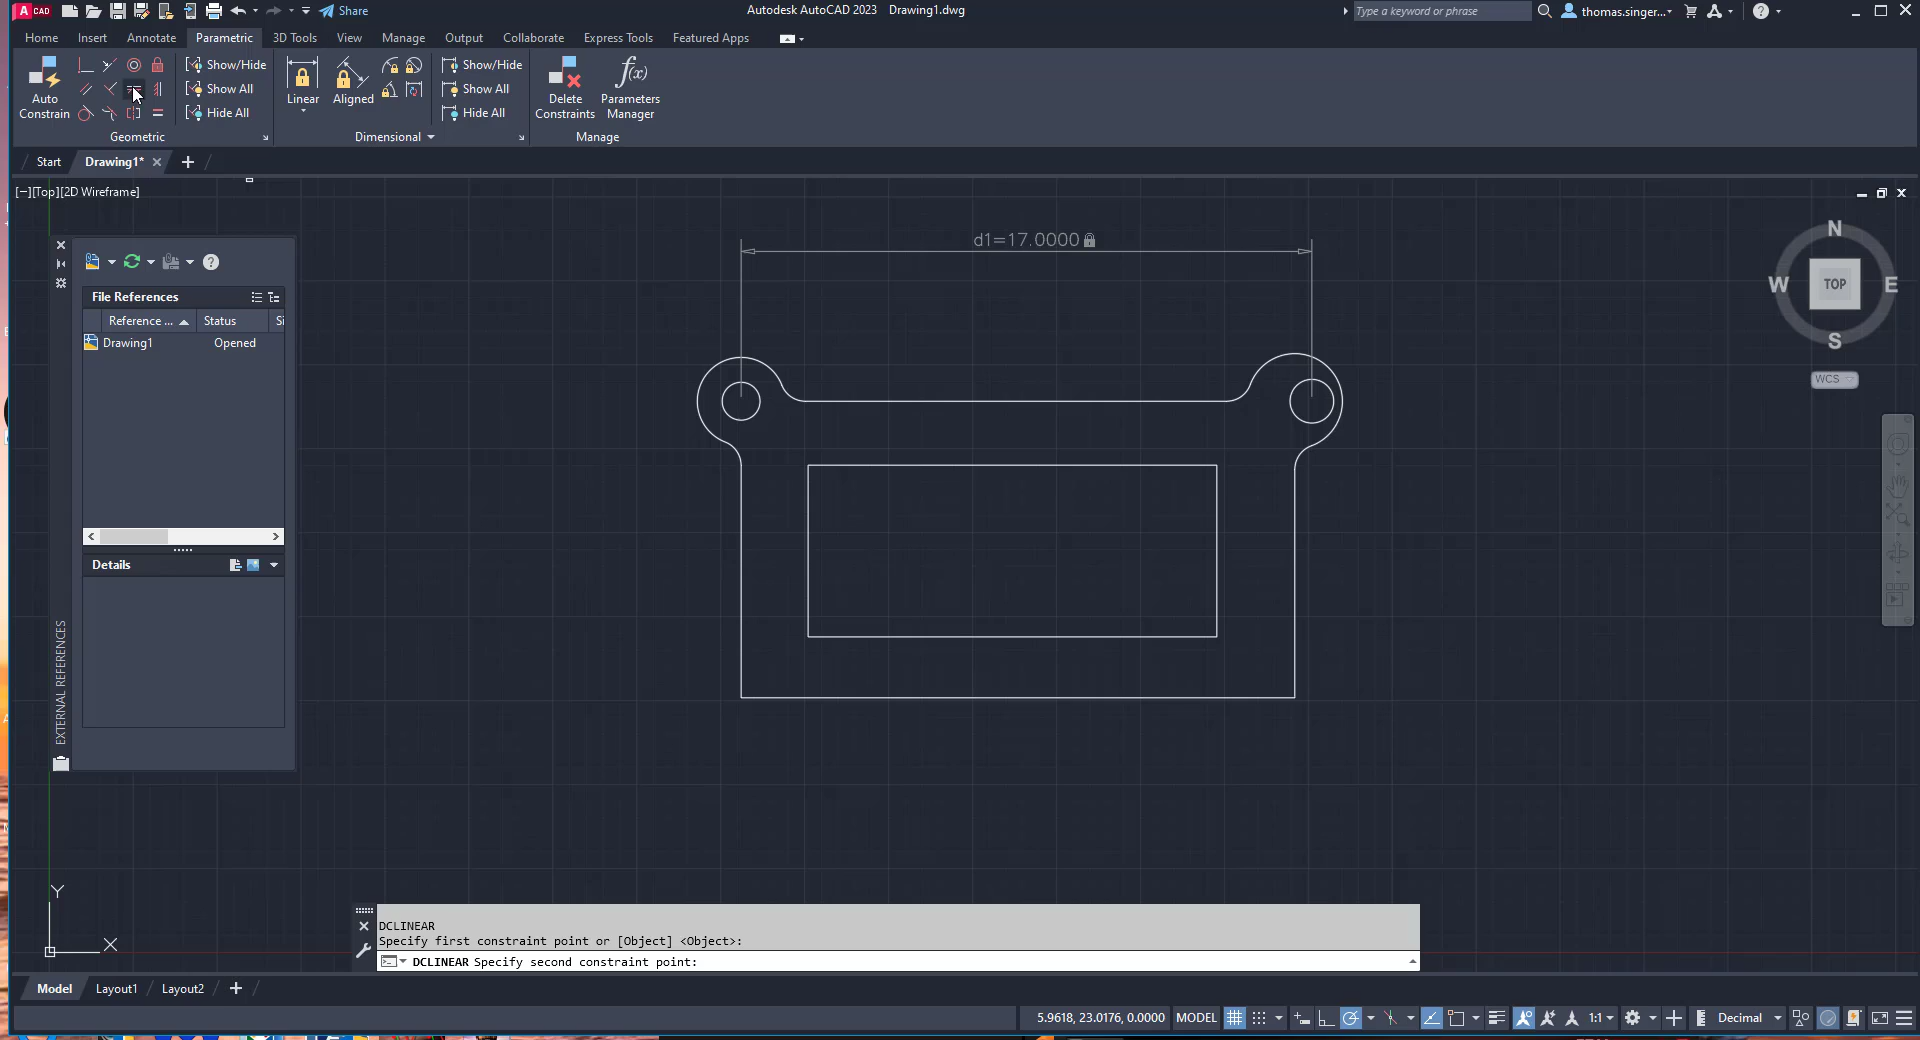 A CAD Share Autodesk AutoCAD 2023 Drawing1.dwg Type a keyword or phrase thomas.singer...
Home Insert Annotate Parametric 3D Tools View Manage Output Collaborate Express Tools Featured Apps
Auto Constrain
Show/Hide
Show All
Hide All
Geometric
Linear
Aligned
Show/Hide
Show All
Hide All
Dimensional
Delete Constraints
f(x)
Parameters Manager
Manage
Start Drawing1*
[−][Top][2D Wireframe]
d1=17.0000
N
W TOP E
S
WCS
File References
Reference ... Status Si
Drawing1 Opened
Details
EXTERNAL REFERENCES
Y
X
DCLINEAR
Specify first constraint point or [Object] <Object>:
DCLINEAR Specify second constraint point:
Model Layout1 Layout2
5.9618, 23.0176, 0.0000 MODEL 1:1 Decimal